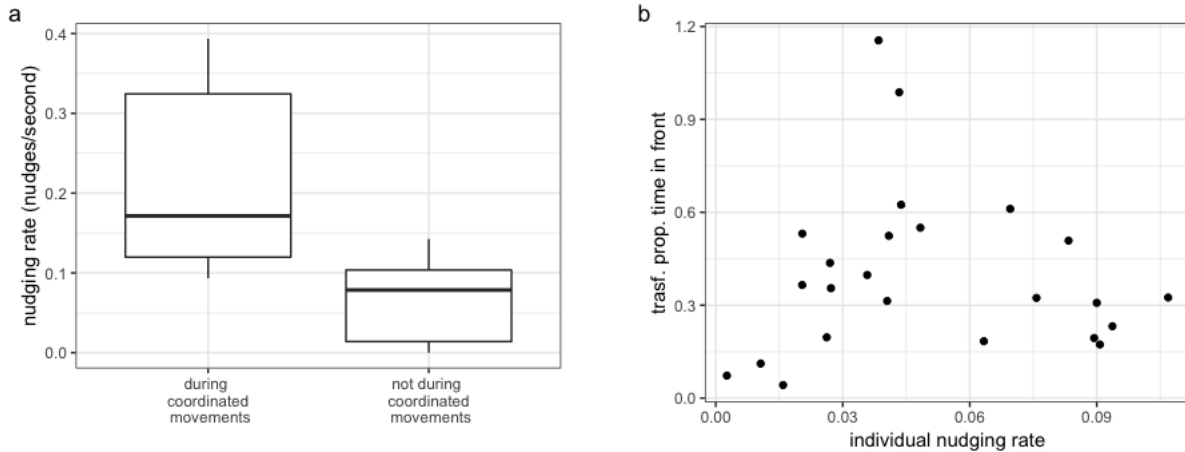 a
nudging rate (nudges/second)
0.4
0.3
0.2
0.1
0.0
during
coordinated
movements
not during
coordinated
movements
b
trasf. prop. time in front
1.2
0.9
0.6
0.3
0.0
0.00
0.03
0.06
0.09
individual nudging rate